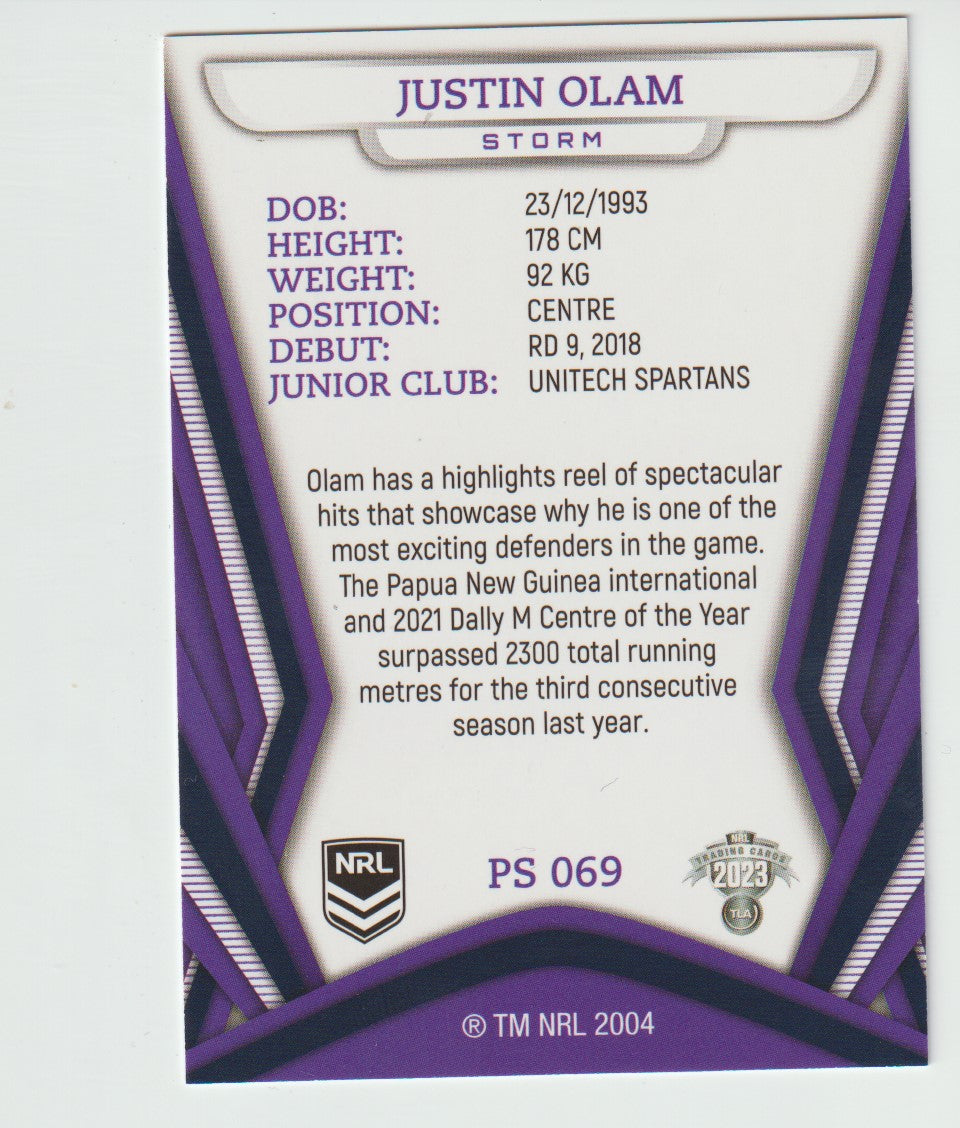 JUSTIN OLAM
STORM
DOB: 23/12/1993
HEIGHT: 178 CM
WEIGHT: 92 KG
POSITION: CENTRE
DEBUT: RD 9, 2018
JUNIOR CLUB: UNITECH SPARTANS
Olam has a highlights reel of spectacular
hits that showcase why he is one of the
most exciting defenders in the game.
The Papua New Guinea international
and 2021 Dally M Centre of the Year
surpassed 2300 total running
metres for the third consecutive
season last year.
NRL
PS 069
NRL
TRADING CARDS
2023
TLA
® TM NRL 2004